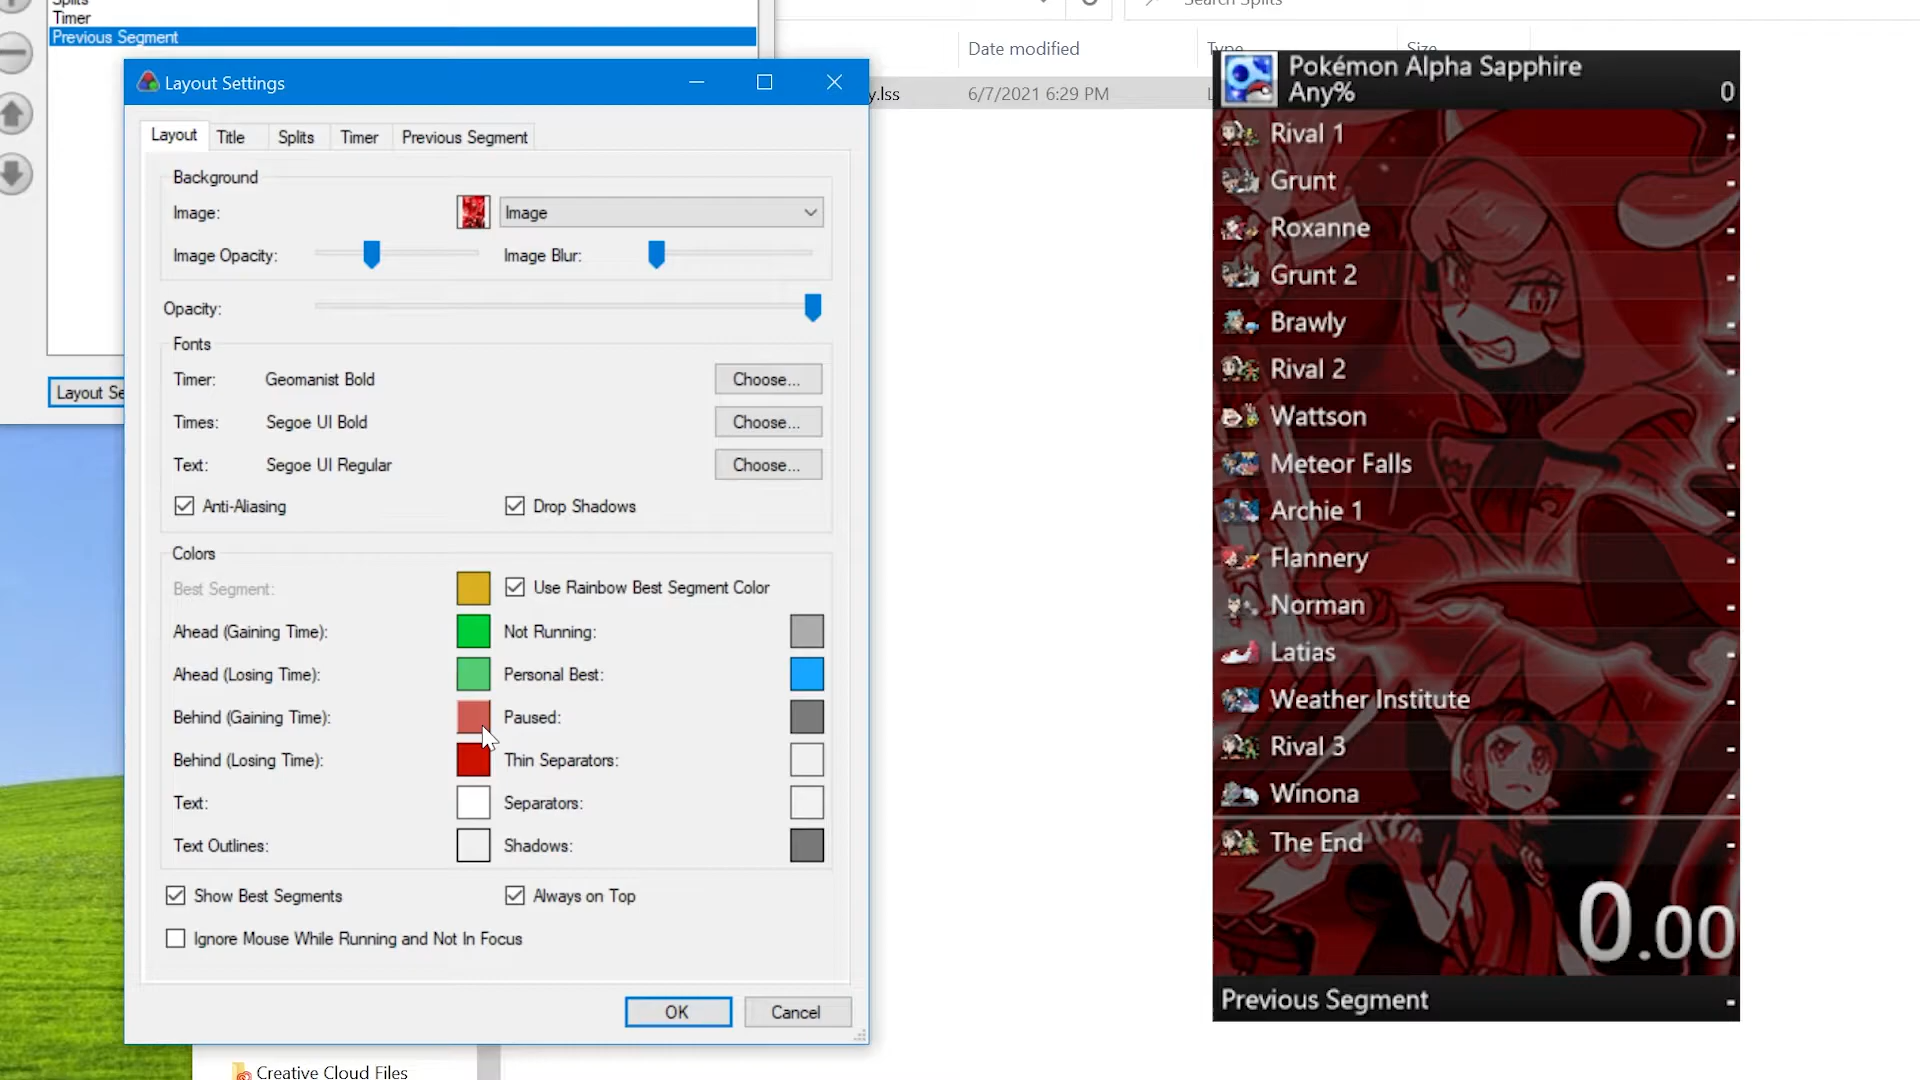 Splits
Timer
Previous Segment
Search Splits
Date modified
Type
Size
y.lss
6/7/2021 6:29 PM
L
Layout Se
Layout Settings
Layout
Title
Splits
Timer
Previous Segment
Background
Image:
Image
Image Opacity:
Image Blur:
Opacity:
Fonts
Timer:
Geomanist Bold
Choose...
Times:
Segoe UI Bold
Choose...
Text:
Segoe UI Regular
Choose...
Anti-Aliasing
Drop Shadows
Colors
Best Segment:
Use Rainbow Best Segment Color
Ahead (Gaining Time):
Not Running:
Ahead (Losing Time):
Personal Best:
Behind (Gaining Time):
Paused:
Behind (Losing Time):
Thin Separators:
Text:
Separators:
Text Outlines:
Shadows:
Show Best Segments
Always on Top
Ignore Mouse While Running and Not In Focus
OK
Cancel
Creative Cloud Files
Pokémon Alpha Sapphire
Any%
0
Rival 1 -
Grunt -
Roxanne -
Grunt 2 -
Brawly -
Rival 2 -
Wattson -
Meteor Falls -
Archie 1 -
Flannery -
Norman -
Latias -
Weather Institute -
Rival 3 -
Winona -
The End -
0.00
Previous Segment -